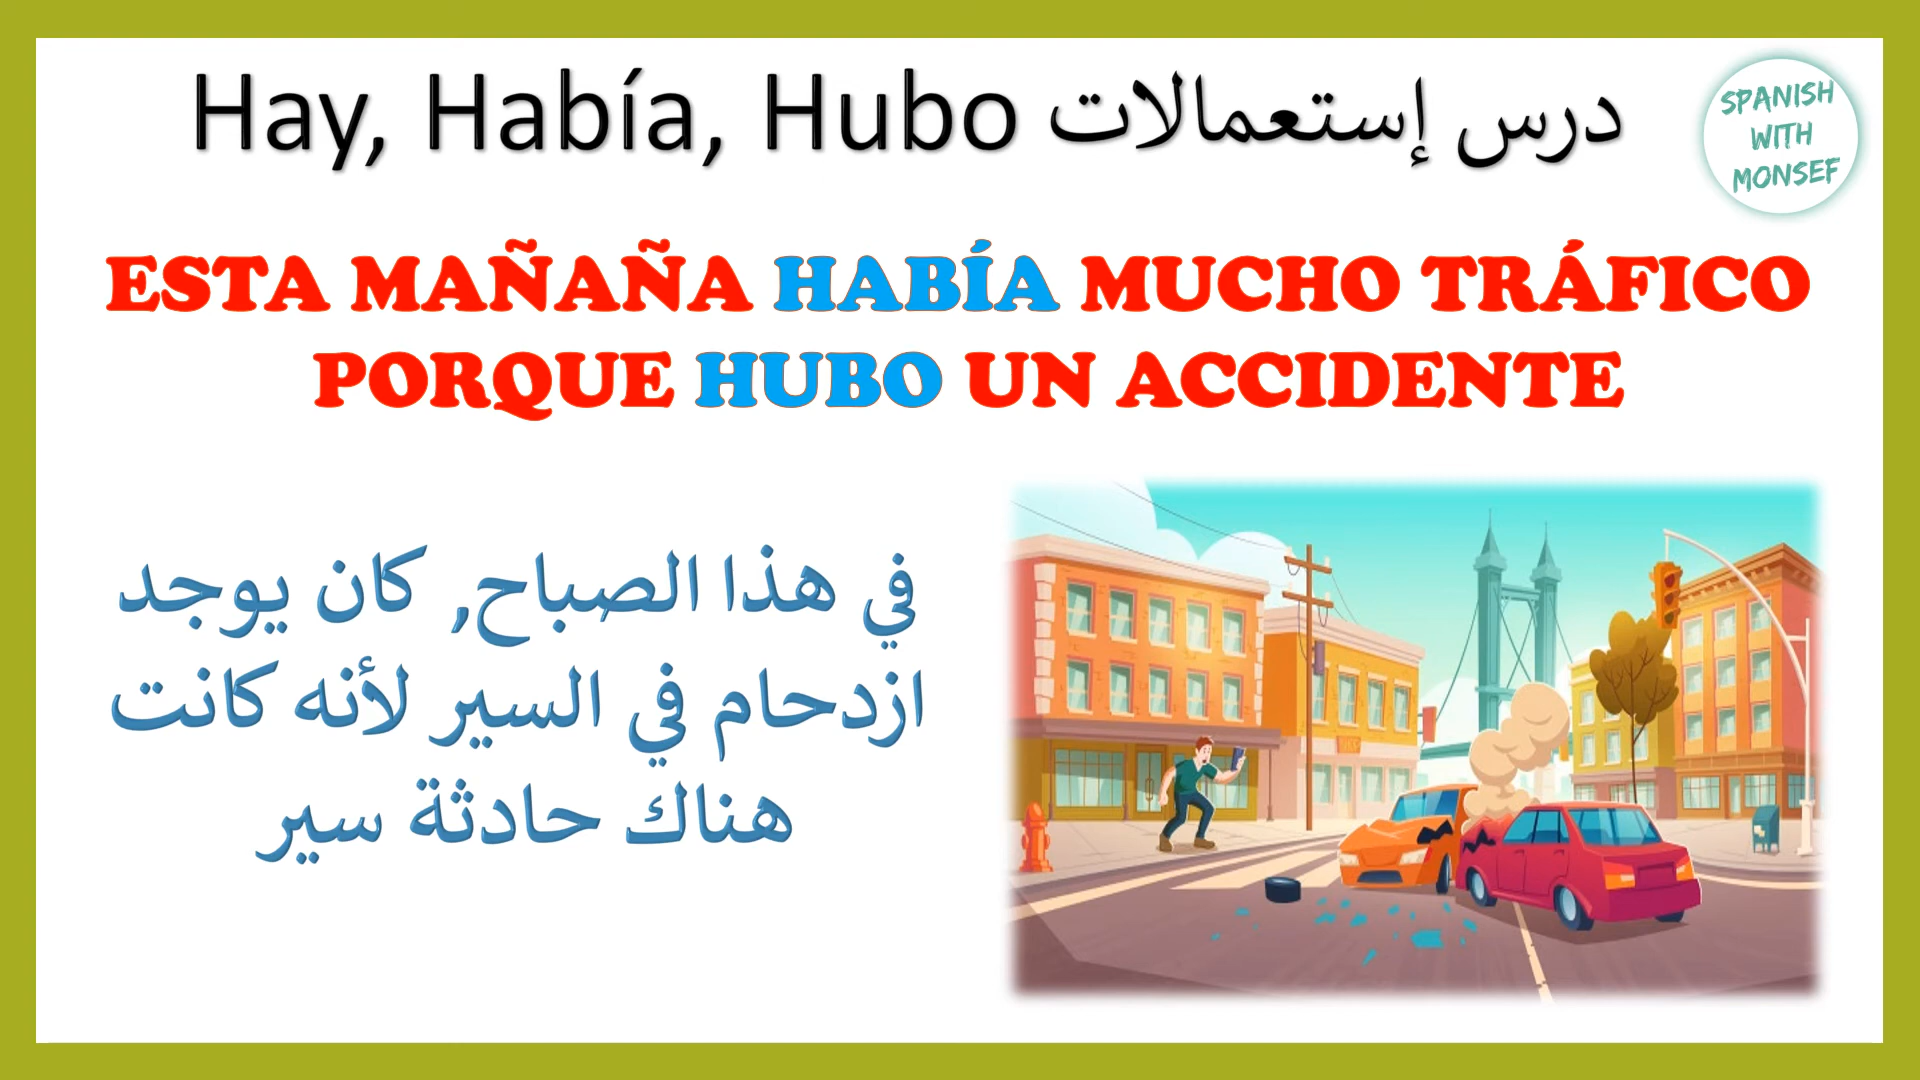 درس إستعمالات Hay, Había, Hubo
SPANISH
WITH
MONSEF
ESTA MAÑAÑA HABÍA MUCHO TRÁFICO
PORQUE HUBO UN ACCIDENTE
في هذا الصباح, كان يوجد
ازدحام في السير لأنه كانت
هناك حادثة سير